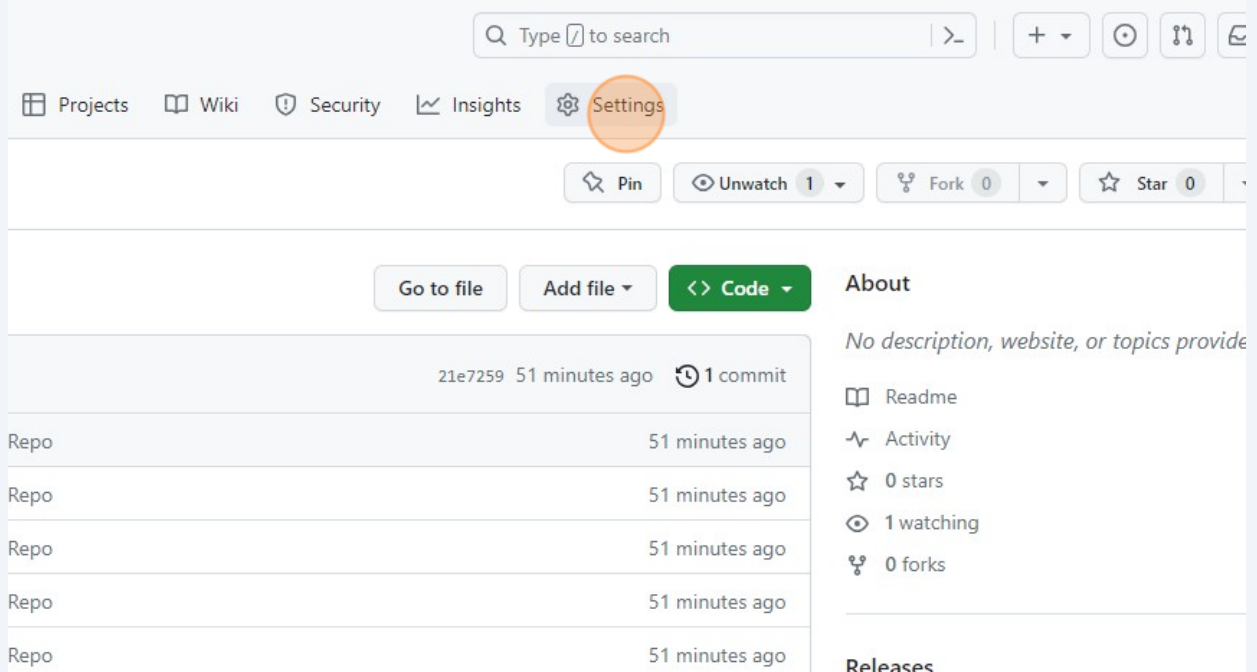 Type / to search
Projects Wiki Security Insights Settings
Pin Unwatch 1 Fork 0 Star 0
Go to file Add file <> Code
About
No description, website, or topics provide
21e7259 51 minutes ago 1 commit
Readme
Repo 51 minutes ago
Activity
0 stars
Repo 51 minutes ago
1 watching
Repo 51 minutes ago
0 forks
Repo 51 minutes ago
Repo 51 minutes ago
Releases